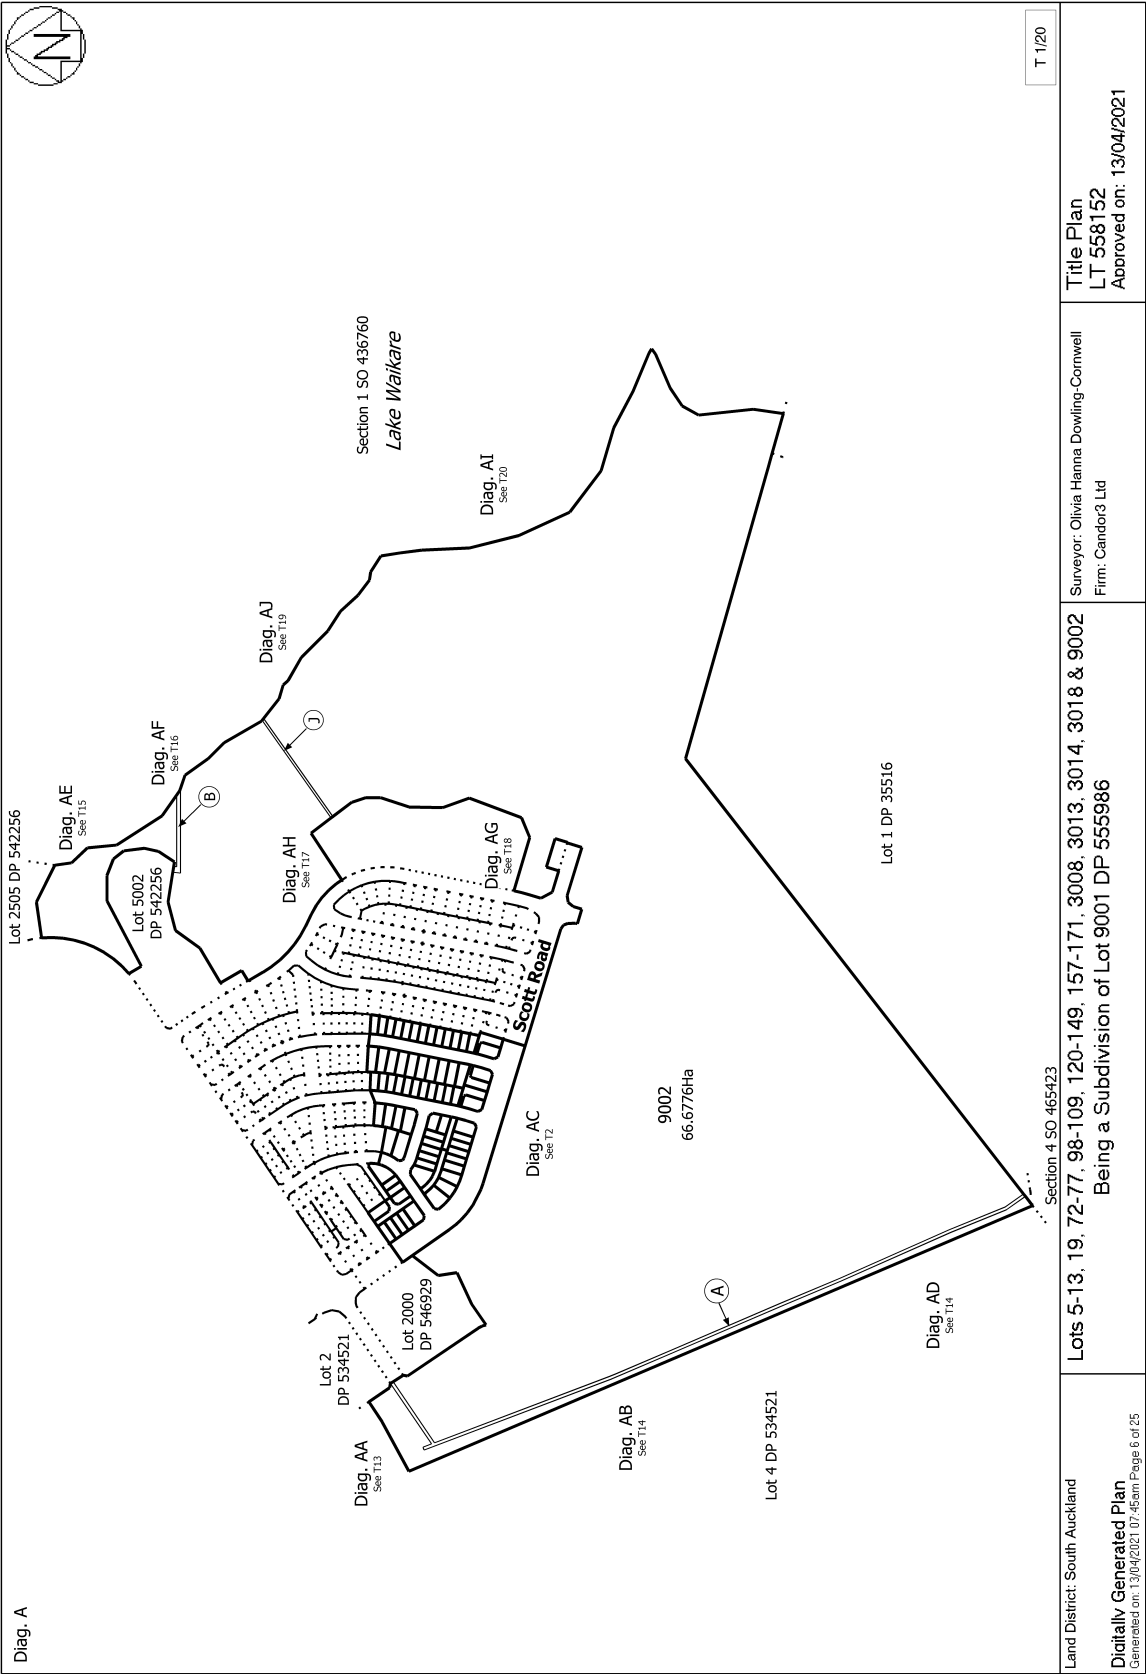 Diag. A
T 1/20
N
Lot 2505 DP 542256
Diag. AE
See T15
Diag. AF
See T16
Lot 5002
DP 542256
B
Diag. AJ
See T19
J
Section 1 SO 436760
Lake Waikare
Diag. AI
See T20
Diag. AH
See T17
Diag. AG
See T18
Scott Road
Diag. AC
See T2
Lot 2
DP 534521
Lot 2000
DP 546929
Diag. AA
See T13
Diag. AB
See T14
A
Diag. AD
See T14
9002
66.6776Ha
Lot 4 DP 534521
Lot 1 DP 35516
Section 4 SO 465423
Land District: South Auckland
Digitally Generated Plan
Generated on: 13/04/2021 07:45am Page 6 of 25
Lots 5-13, 19, 72-77, 98-109, 120-149, 157-171, 3008, 3013, 3014, 3018 & 9002
Being a Subdivision of Lot 9001 DP 555986
Surveyor: Olivia Hanna Dowling-Cornwell
Firm: Candor3 Ltd
Title Plan
LT 558152
Approved on: 13/04/2021